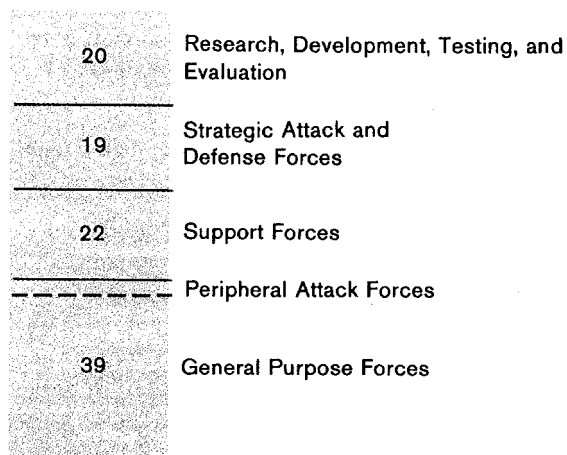 20
Research, Development, Testing, and
Evaluation
19
Strategic Attack and
Defense Forces
22
Support Forces
Peripheral Attack Forces
39
General Purpose Forces